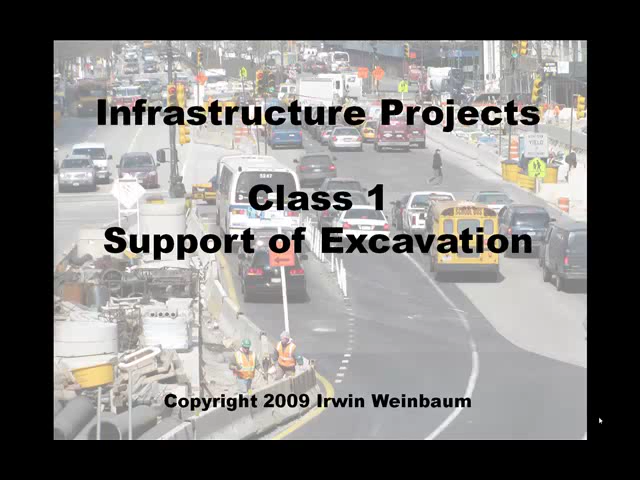 Infrastructure Projects
Class 1
Support of Excavation
Copyright 2009 Irwin Weinbaum